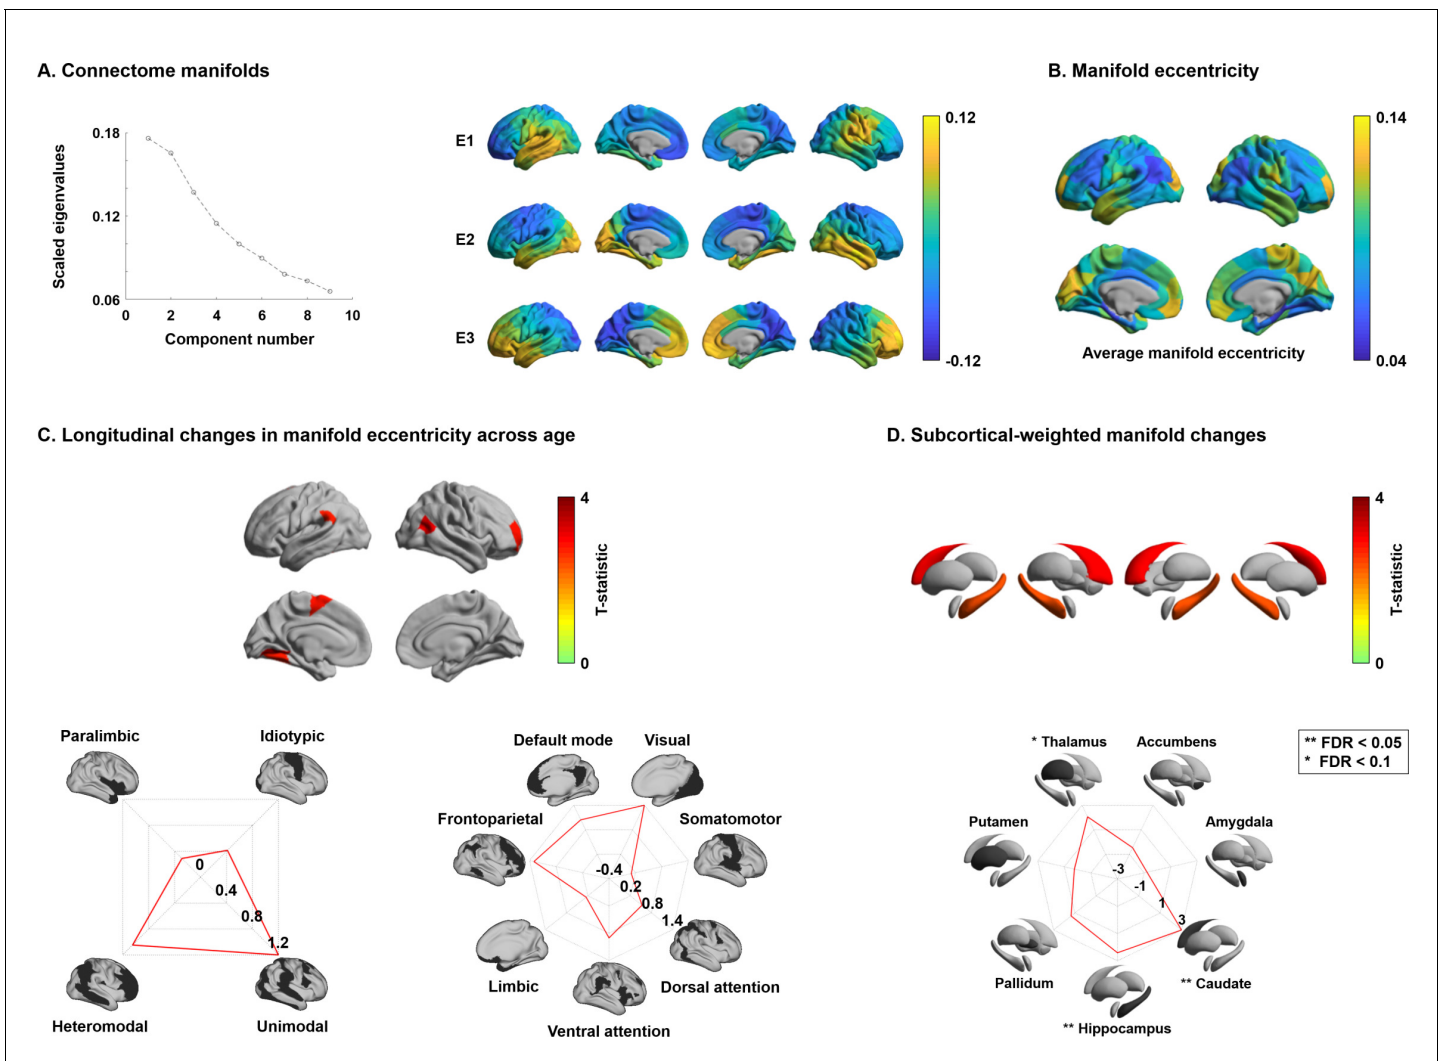 A. Connectome manifolds
B. Manifold eccentricity
0.18
0.12
0.06
Scaled eigenvalues
0
2
4
6
8
10
Component number
E1
E2
E3
0.12
-0.12
0.14
0.04
Average manifold eccentricity
C. Longitudinal changes in manifold eccentricity across age
D. Subcortical-weighted manifold changes
4
T-statistic
0
4
T-statistic
0
Paralimbic
Idiotypic
0
0.4
0.8
1.2
Heteromodal
Unimodal
Default mode
Visual
Frontoparietal
Somatomotor
-0.4
0.2
0.8
1.4
Limbic
Dorsal attention
Ventral attention
* Thalamus
Accumbens
Putamen
Amygdala
-3
-1
1
3
Pallidum
** Caudate
** Hippocampus
** FDR < 0.05
* FDR < 0.1